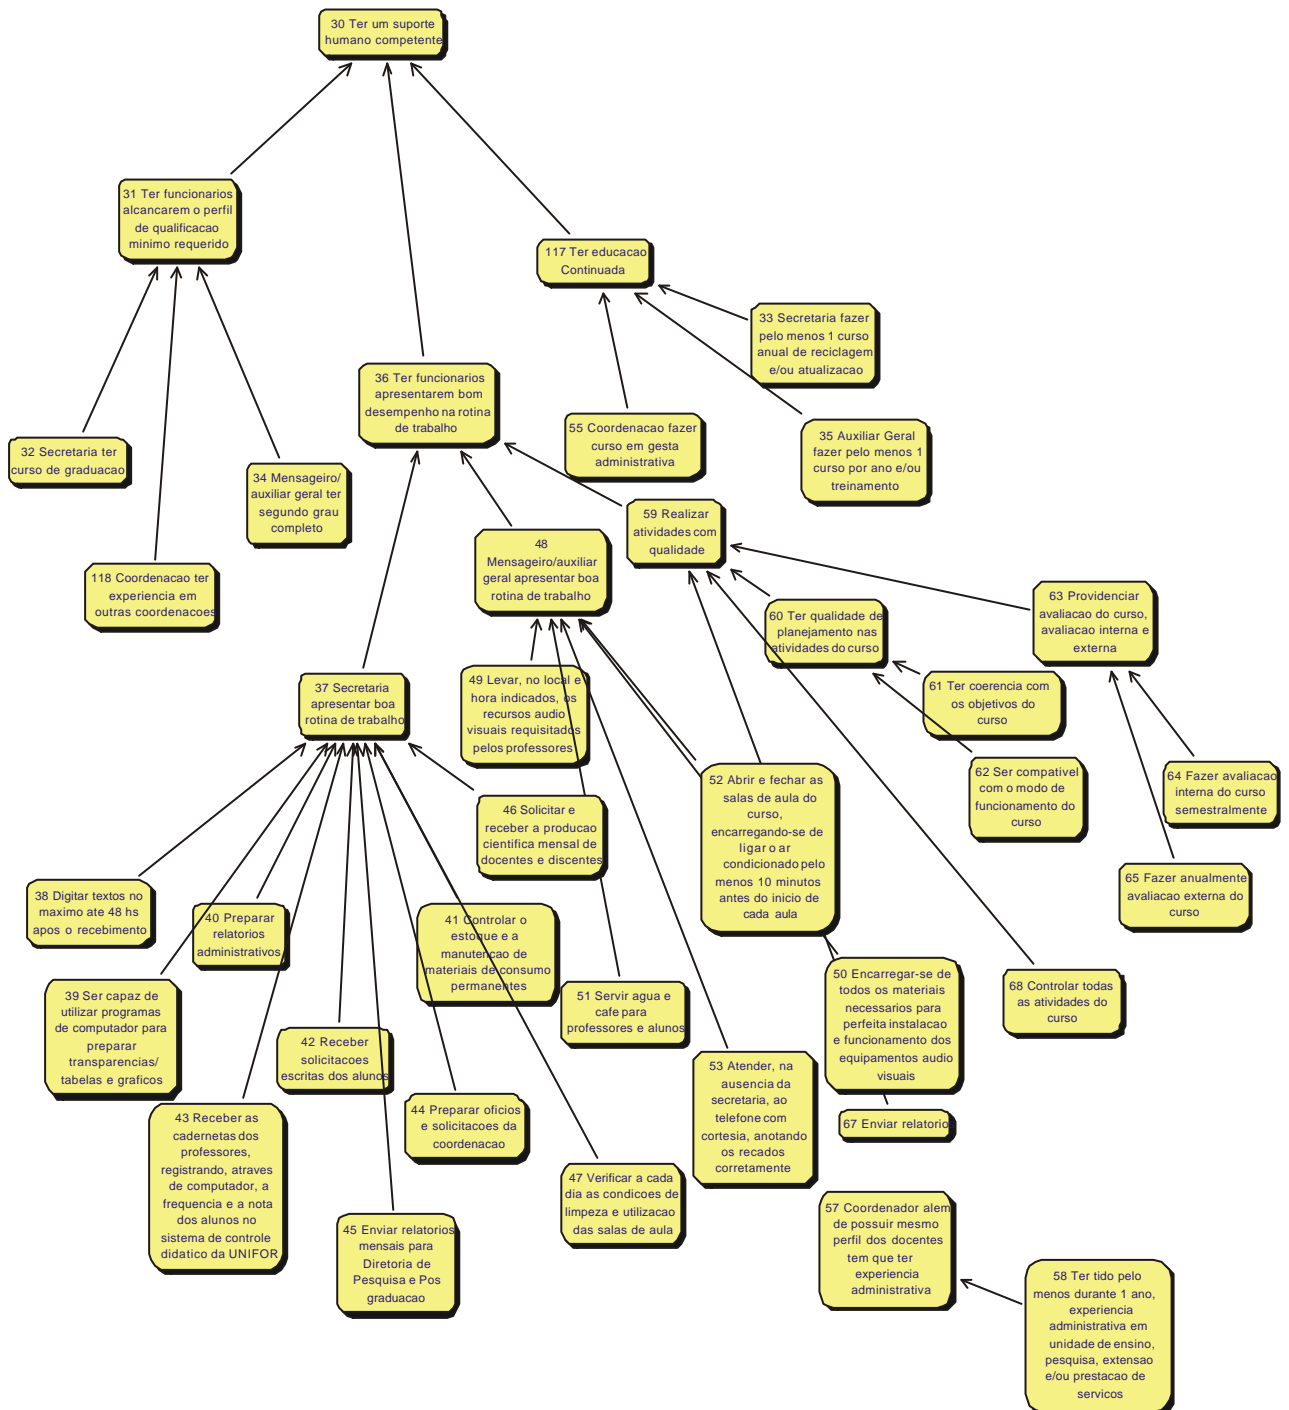 30 Ter um suporte
humano competente
31 Ter funcionarios
alcancarem o perfil
de qualificacao
minimo requerido
117 Ter educacao
Continuada
33 Secretaria fazer
pelo menos 1 curso
anual de reciclagem
e/ou atualizacao
36 Ter funcionarios
apresentarem bom
desempenho na rotina
de trabalho
55 Coordenacao fazer
curso em gesta
administrativa
35 Auxiliar Geral
fazer pelo menos 1
curso por ano e/ou
treinamento
32 Secretaria ter
curso de graduacao
34 Mensageiro/
auxiliar geral ter
segundo grau
completo
118 Coordenacao ter
experiencia em
outras coordenacoes
48
Mensageiro/auxiliar
geral apresentar boa
rotina de trabalho
59 Realizar
atividades com
qualidade
60 Ter qualidade de
planejamento nas
atividades do curso
63 Providenciar
avaliacao do curso,
avaliacao interna e
externa
37 Secretaria
apresentar boa
rotina de trabalho
49 Levar, no local e
hora indicados, os
recursos audio
visuais requisitados
pelos professores
61 Ter coerencia com
os objetivos do
curso
62 Ser compativel
com o modo de
funcionamento do
curso
64 Fazer avaliacao
interna do curso
semestralmente
46 Solicitar e
receber a producao
cientifica mensal de
docentes e discentes
52 Abrir e fechar as
salas de aula do
curso,
encarregando-se de
ligar o ar
condicionado pelo
menos 10 minutos
antes do inicio de
cada aula
65 Fazer anualmente
avaliacao externa do
curso
38 Digitar textos no
maximo ate 48 hs
apos o recebimento
40 Preparar
relatorios
administrativos
41 Controlar o
estoque e a
manutencao de
materiais de consumo
permanentes
39 Ser capaz de
utilizar programas
de computador para
preparar
transparencias/
tabelas e graficos
51 Servir agua e
cafe para
professores e alunos
50 Encarregar-se de
todos os materiais
necessarios para
perfeita instalacao
e funcionamento dos
equipamentos audio
visuais
68 Controlar todas
as atividades do
curso
42 Receber
solicitacoes
escritas dos alunos
53 Atender, na
ausencia da
secretaria, ao
telefone com
cortesia, anotando
os recados
corretamente
44 Preparar oficios
e solicitacoes da
coordenacao
67 Enviar relatorio
43 Receber as
cadernetas dos
professores,
registrando, atraves
de computador, a
frequencia e a nota
dos alunos no
sistema de controle
didatico da UNIFOR
47 Verificar a cada
dia as condicoes de
limpeza e utilizacao
das salas de aula
45 Enviar relatorios
mensais para
Diretoria de
Pesquisa e Pos
graduacao
57 Coordenador alem
de possuir mesmo
perfil dos docentes
tem que ter
experiencia
administrativa
58 Ter tido pelo
menos durante 1 ano,
experiencia
administrativa em
unidade de ensino,
pesquisa, extensao
e/ou prestacao de
servicos